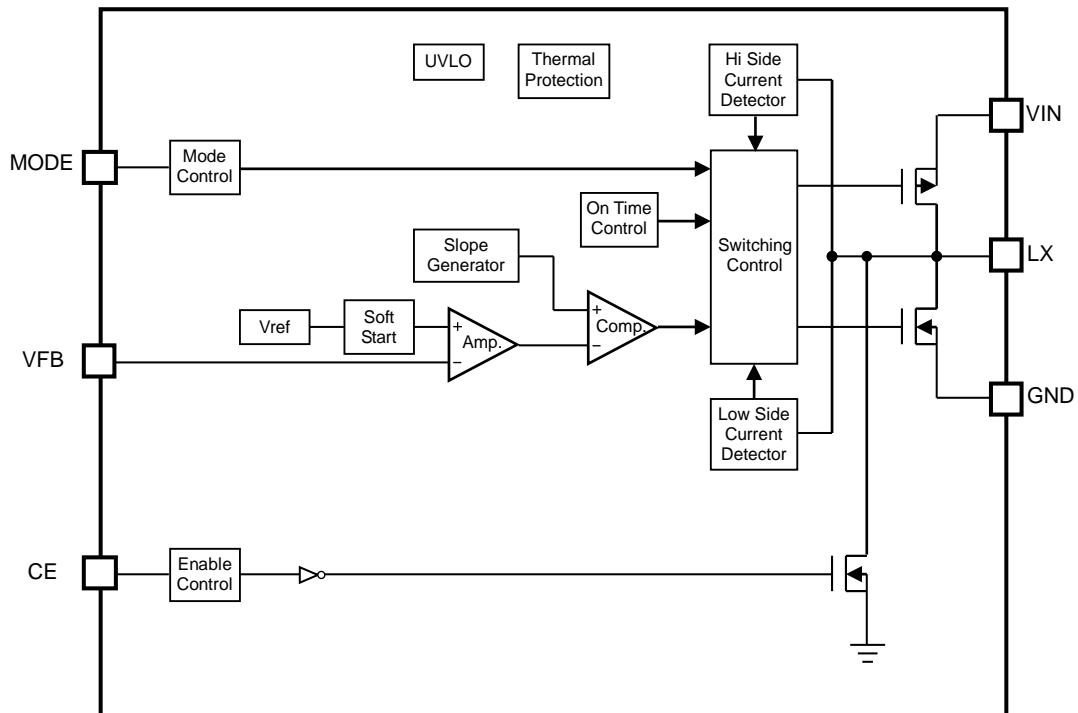 UVLO
Thermal
Protection
Hi Side
Current
Detector
VIN
MODE
Mode
Control
On Time
Control
Switching
Control
LX
Slope
Generator
Vref
Soft
Start
+
Amp.
−
+
Comp.
−
VFB
GND
Low Side
Current
Detector
CE
Enable
Control